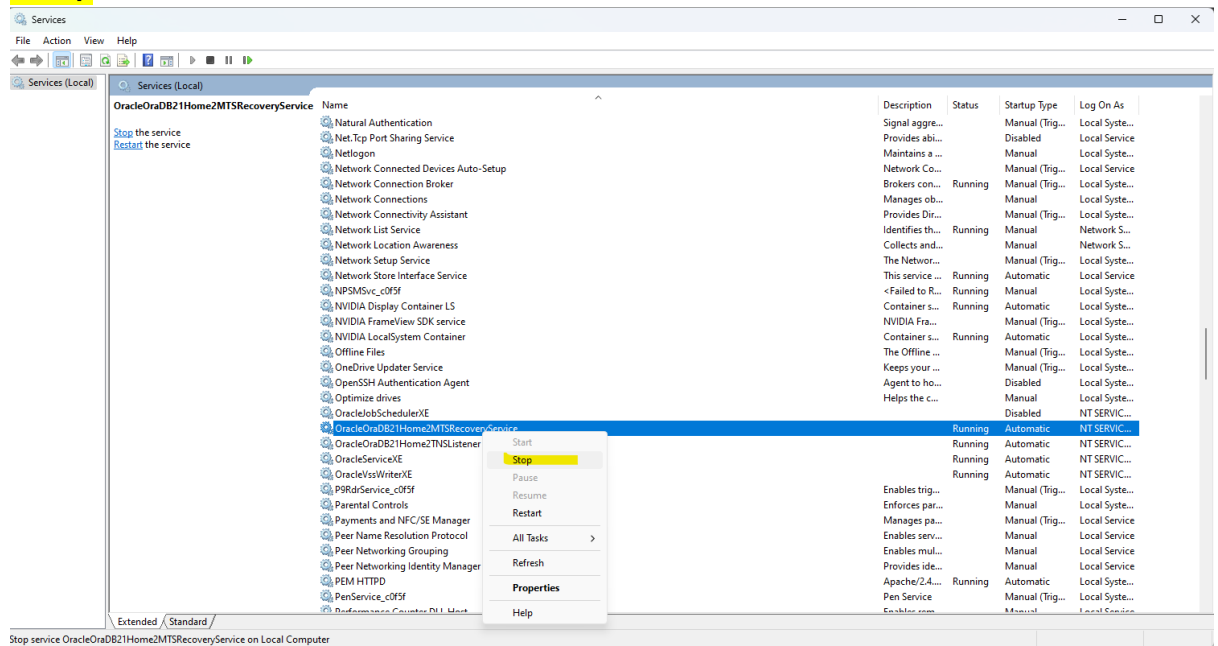 Services
File Action View Help
Services (Local)
Services (Local)
OracleOraDB21Home2MTSRecoveryService
Stop the service
Restart the service
Name Description Status Startup Type Log On As
Natural Authentication Signal aggre... Manual (Trig... Local Syste...
Net.Tcp Port Sharing Service Provides abi... Disabled Local Service
Netlogon Maintains a ... Manual Local Syste...
Network Connected Devices Auto-Setup Network Co... Manual (Trig... Local Service
Network Connection Broker Brokers con... Running Manual (Trig... Local Syste...
Network Connections Manages ob... Manual Local Syste...
Network Connectivity Assistant Provides Dir... Manual (Trig... Local Syste...
Network List Service Identifies th... Running Manual Network S...
Network Location Awareness Collects and... Manual Network S...
Network Setup Service The Networ... Manual (Trig... Local Syste...
Network Store Interface Service This service ... Running Automatic Local Service
NPSMSvc_c0f5f <Failed to R... Running Manual Local Syste...
NVIDIA Display Container LS Container s... Running Automatic Local Syste...
NVIDIA FrameView SDK service NVIDIA Fra... Manual (Trig... Local Syste...
NVIDIA LocalSystem Container Container s... Running Automatic Local Syste...
Offline Files The Offline ... Manual (Trig... Local Syste...
OneDrive Updater Service Keeps your ... Manual (Trig... Local Syste...
OpenSSH Authentication Agent Agent to ho... Disabled Local Syste...
Optimize drives Helps the c... Manual Local Syste...
OracleJobSchedulerXE Disabled NT SERVIC...
OracleOraDB21Home2MTSRecoveryService Running Automatic NT SERVIC...
OracleOraDB21Home2TNSListener Running Automatic NT SERVIC...
OracleServiceXE Running Automatic NT SERVIC...
OracleVssWriterXE Running Automatic NT SERVIC...
P9RdrService_c0f5f Enables trig... Manual (Trig... Local Syste...
Parental Controls Enforces par... Manual Local Syste...
Payments and NFC/SE Manager Manages pa... Manual (Trig... Local Service
Peer Name Resolution Protocol Enables serv... Manual Local Service
Peer Networking Grouping Enables mul... Manual Local Service
Peer Networking Identity Manager Provides ide... Manual Local Service
PEM HTTPD Apache/2.4.... Running Automatic Local Syste...
PenService_c0f5f Pen Service Manual (Trig... Local Syste...
Performance Counter DLL Host Enables rem... Manual Local Service
Start
Stop
Pause
Resume
Restart
All Tasks
Refresh
Properties
Help
Extended Standard
Stop service OracleOraDB21Home2MTSRecoveryService on Local Computer